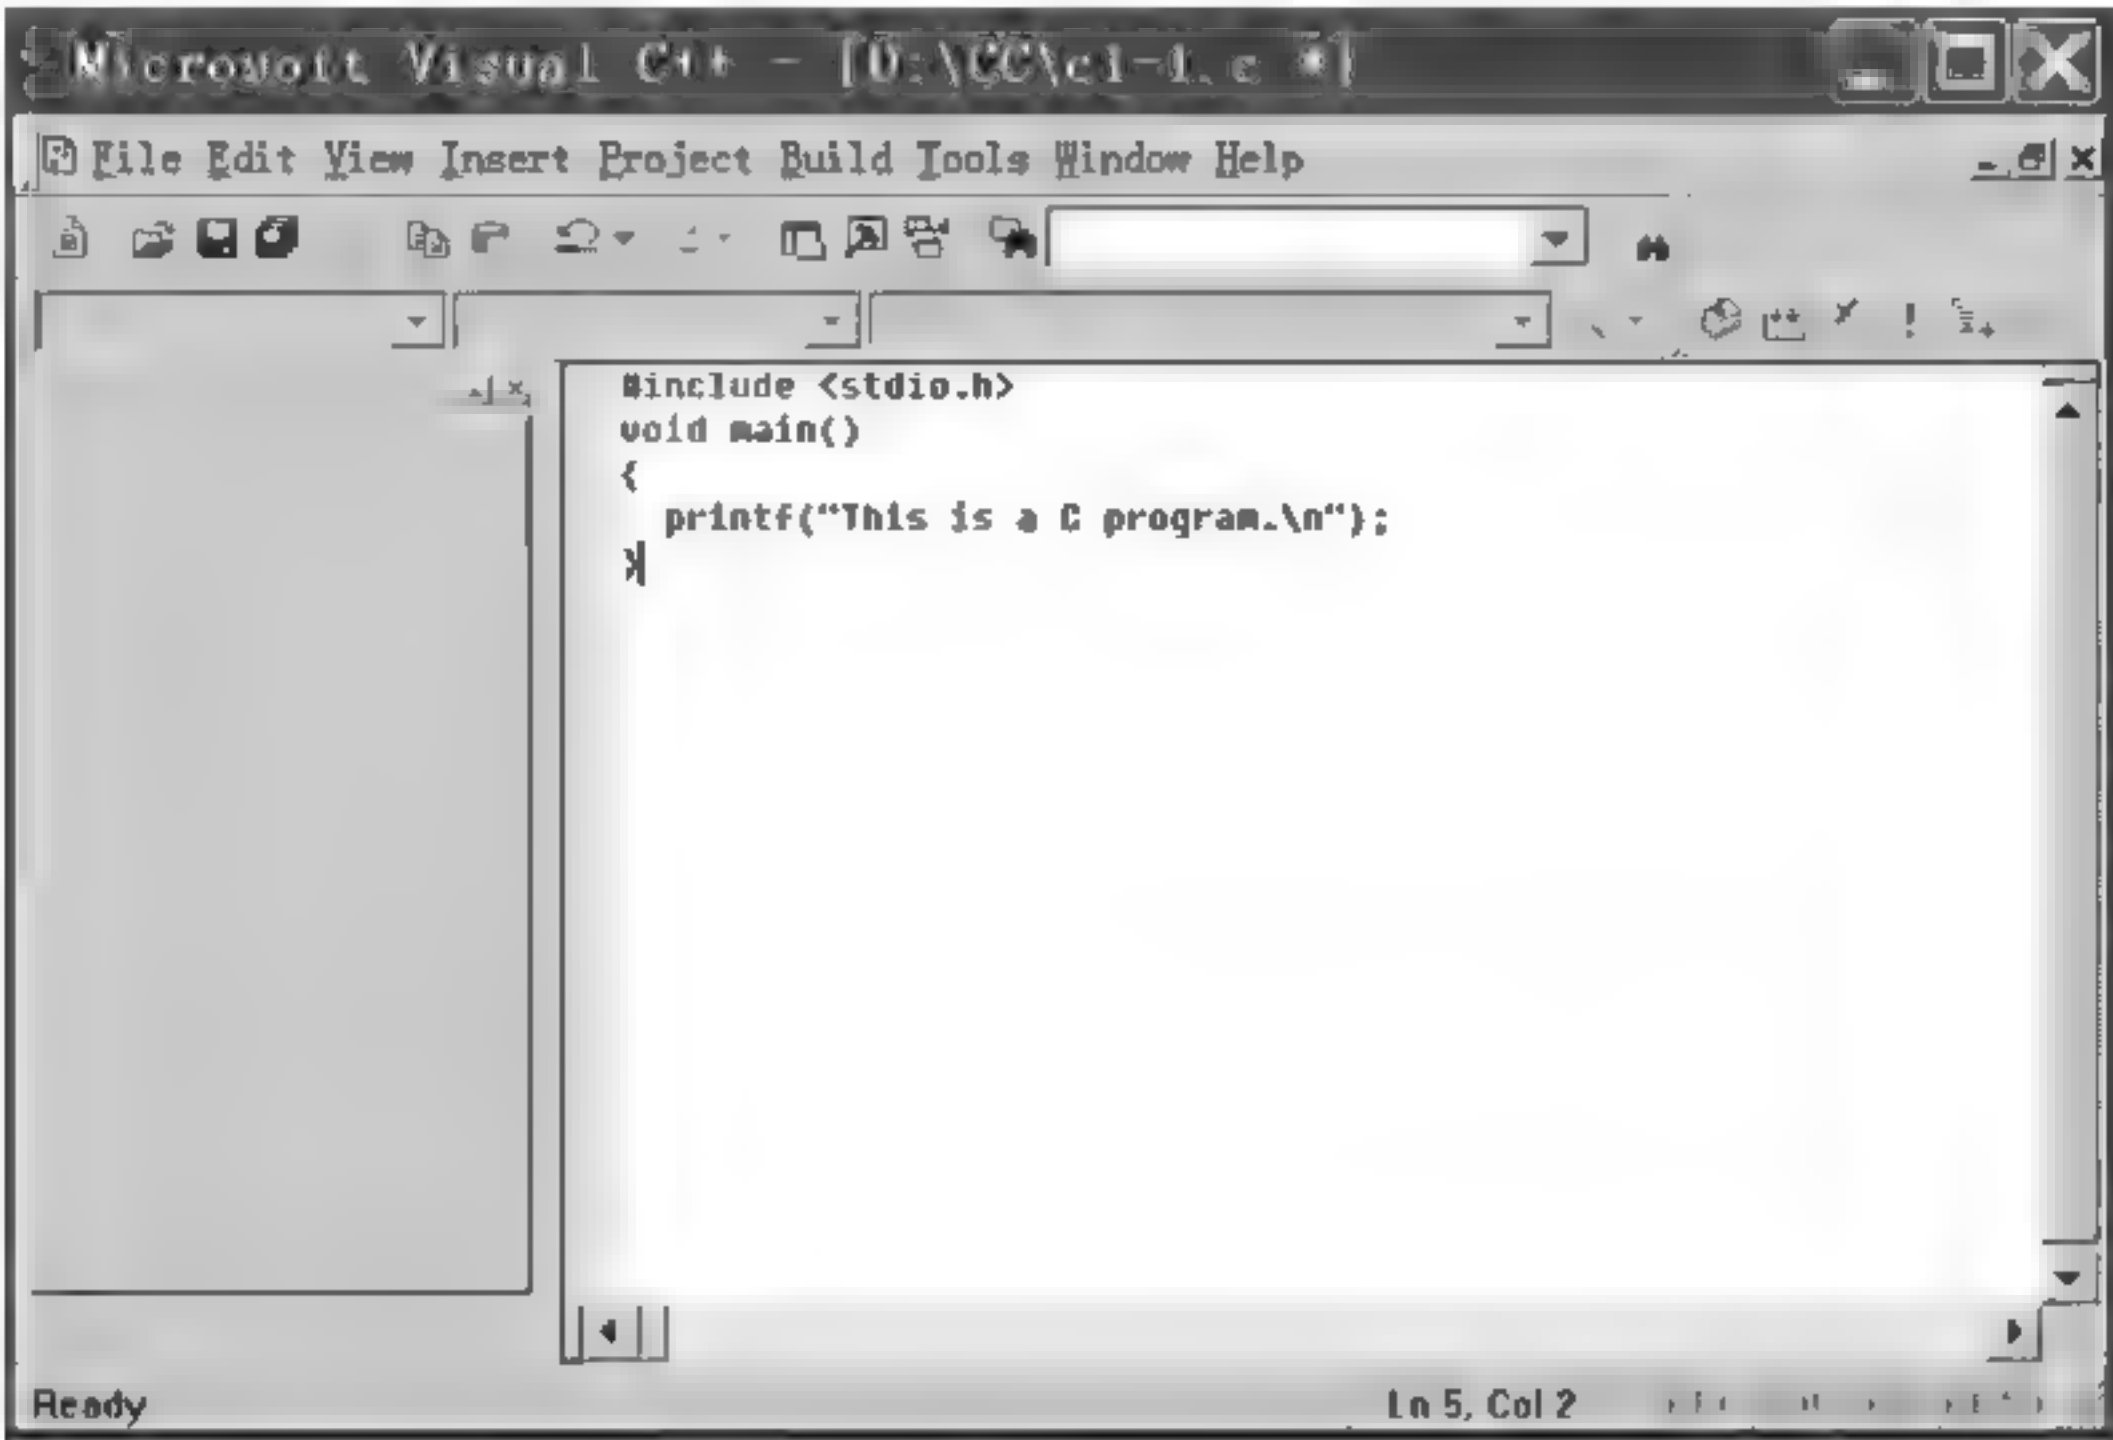 Microsoft Visual C++ - [D:\CC\c1-1.c *]
File Edit View Insert Project Build Tools Window Help
#include <stdio.h>
void main()
{
printf("This is a C program.\n");
}
Ready
Ln 5, Col 2